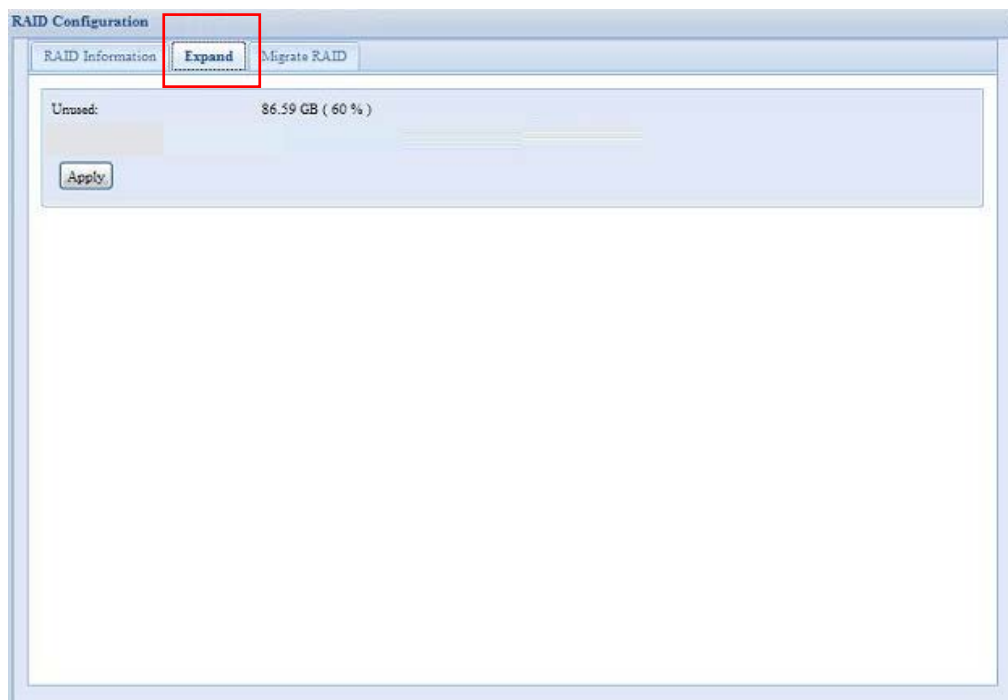 RAID Configuration
RAID Information Expand Migrate RAID
Unused: 86.59 GB ( 60 % )
Apply